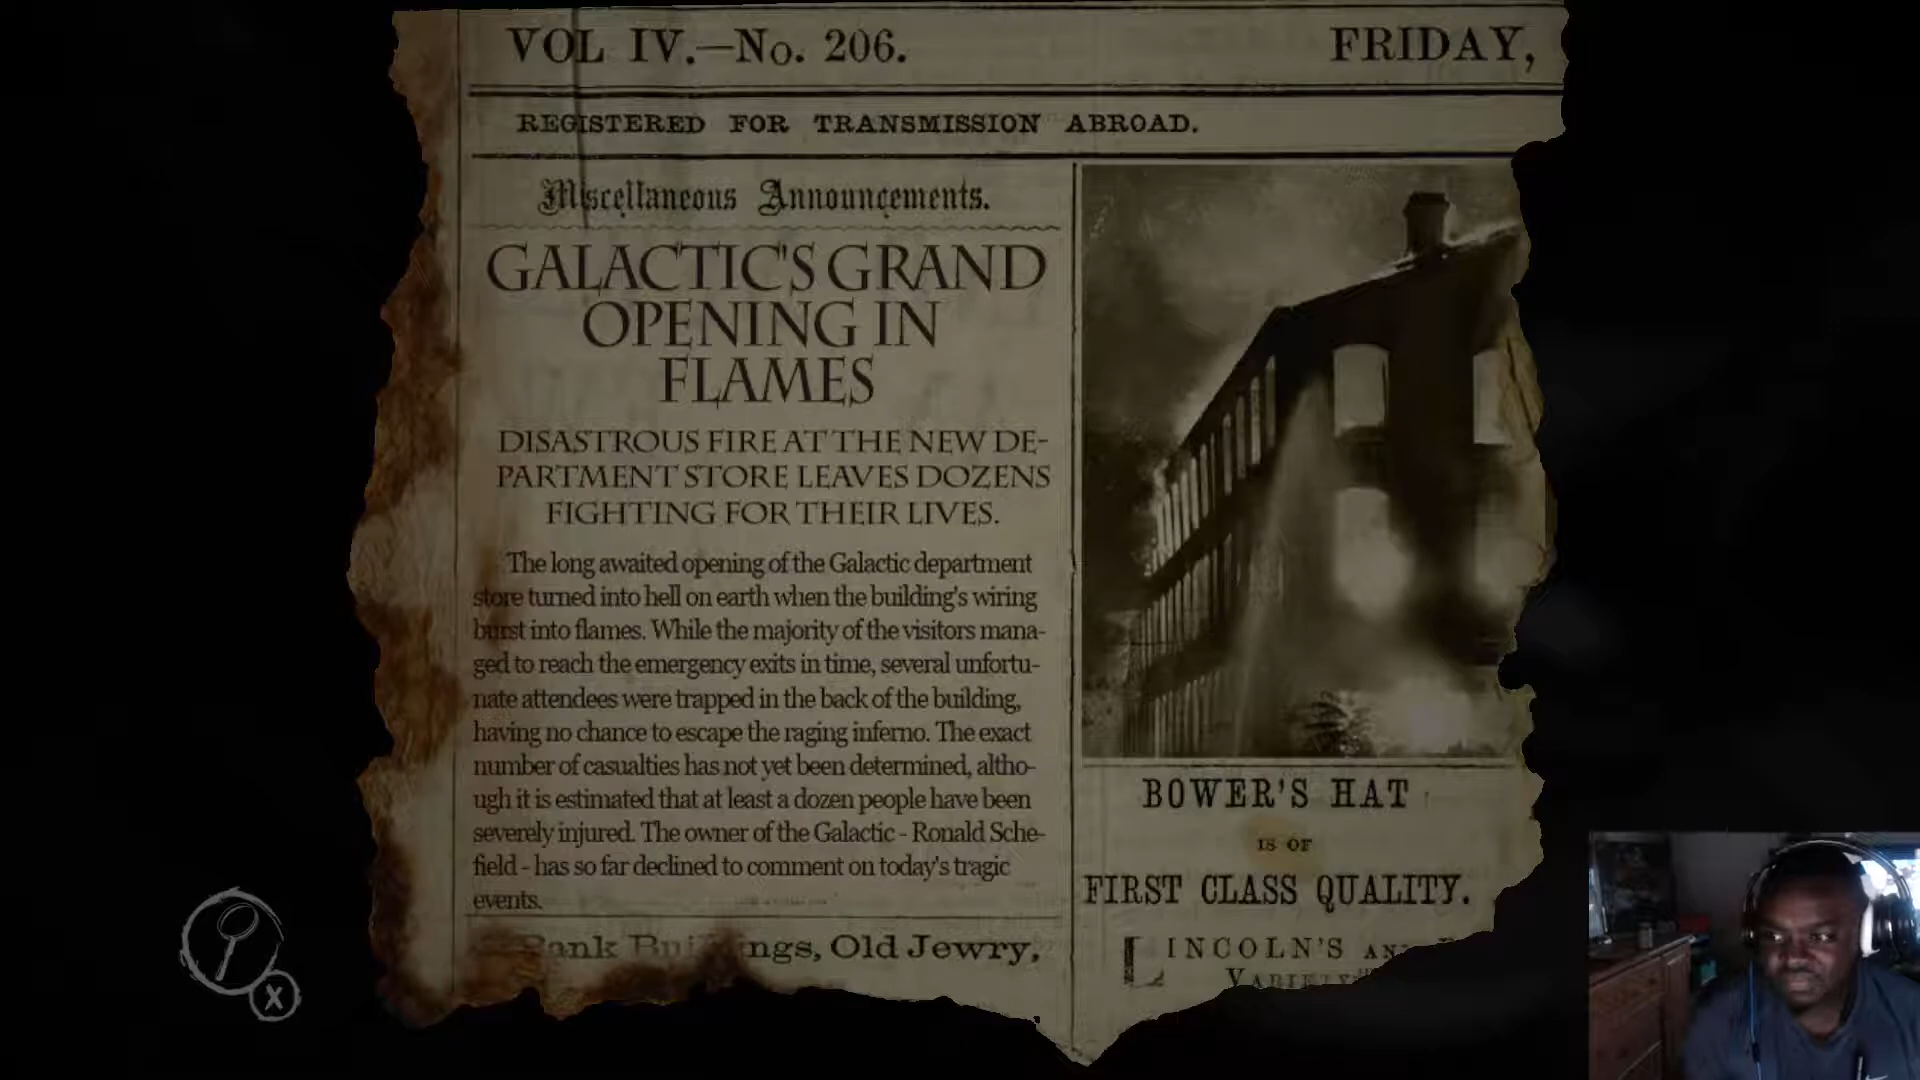 VOL IV.—No. 206.
FRIDAY,
REGISTERED FOR TRANSMISSION ABROAD.
Miscellaneous Announcements.
GALACTIC'S GRAND
OPENING IN
FLAMES
DISASTROUS FIRE AT THE NEW DE-
PARTMENT STORE LEAVES DOZENS
FIGHTING FOR THEIR LIVES.
The long awaited opening of the Galactic department
store turned into hell on earth when the building's wiring
burst into flames. While the majority of the visitors mana-
ged to reach the emergency exits in time, several unfortu-
nate attendees were trapped in the back of the building,
having no chance to escape the raging inferno. The exact
number of casualties has not yet been determined, altho-
ugh it is estimated that at least a dozen people have been
severely injured. The owner of the Galactic - Ronald Sche-
field - has so far declined to comment on today's tragic
events.
ngs, Old Jewry,
BOWER'S HAT
IS OF
FIRST CLASS QUALITY.
LINCOLN'S
X